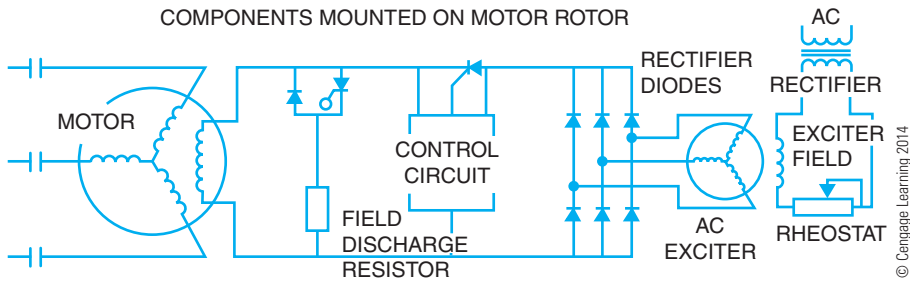 COMPONENTS MOUNTED ON MOTOR ROTOR
AC
RECTIFIER
DIODES
RECTIFIER
MOTOR
CONTROL
CIRCUIT
EXCITER
FIELD
FIELD
DISCHARGE
RESISTOR
AC
EXCITER
RHEOSTAT
© Cengage Learning 2014